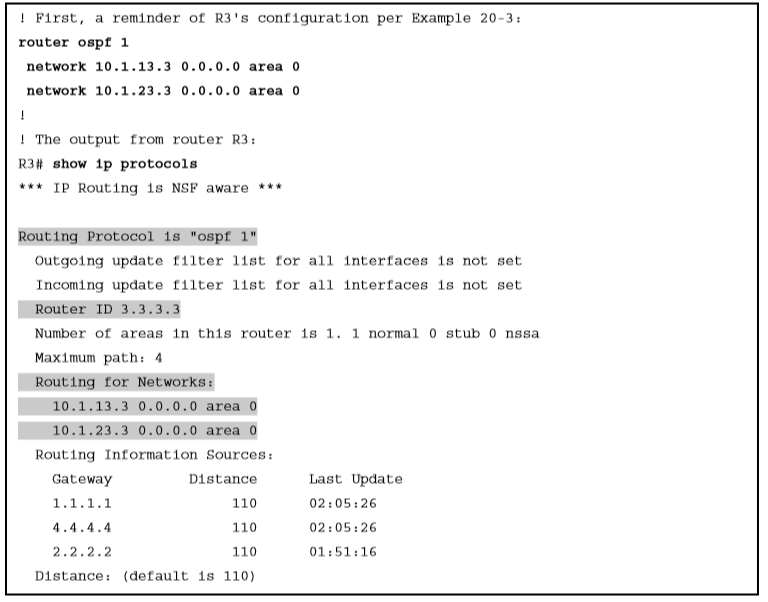 ! First, a reminder of R3's configuration per Example 20-3:
router ospf 1
 network 10.1.13.3 0.0.0.0 area 0
 network 10.1.23.3 0.0.0.0 area 0
!
! The output from router R3:
R3# show ip protocols
*** IP Routing is NSF aware ***

Routing Protocol is "ospf 1"
  Outgoing update filter list for all interfaces is not set
  Incoming update filter list for all interfaces is not set
  Router ID 3.3.3.3
  Number of areas in this router is 1. 1 normal 0 stub 0 nssa
  Maximum path: 4
  Routing for Networks:
    10.1.13.3 0.0.0.0 area 0
    10.1.23.3 0.0.0.0 area 0
  Routing Information Sources:
    Gateway         Distance      Last Update
    1.1.1.1              110      02:05:26
    4.4.4.4              110      02:05:26
    2.2.2.2              110      01:51:16
  Distance: (default is 110)